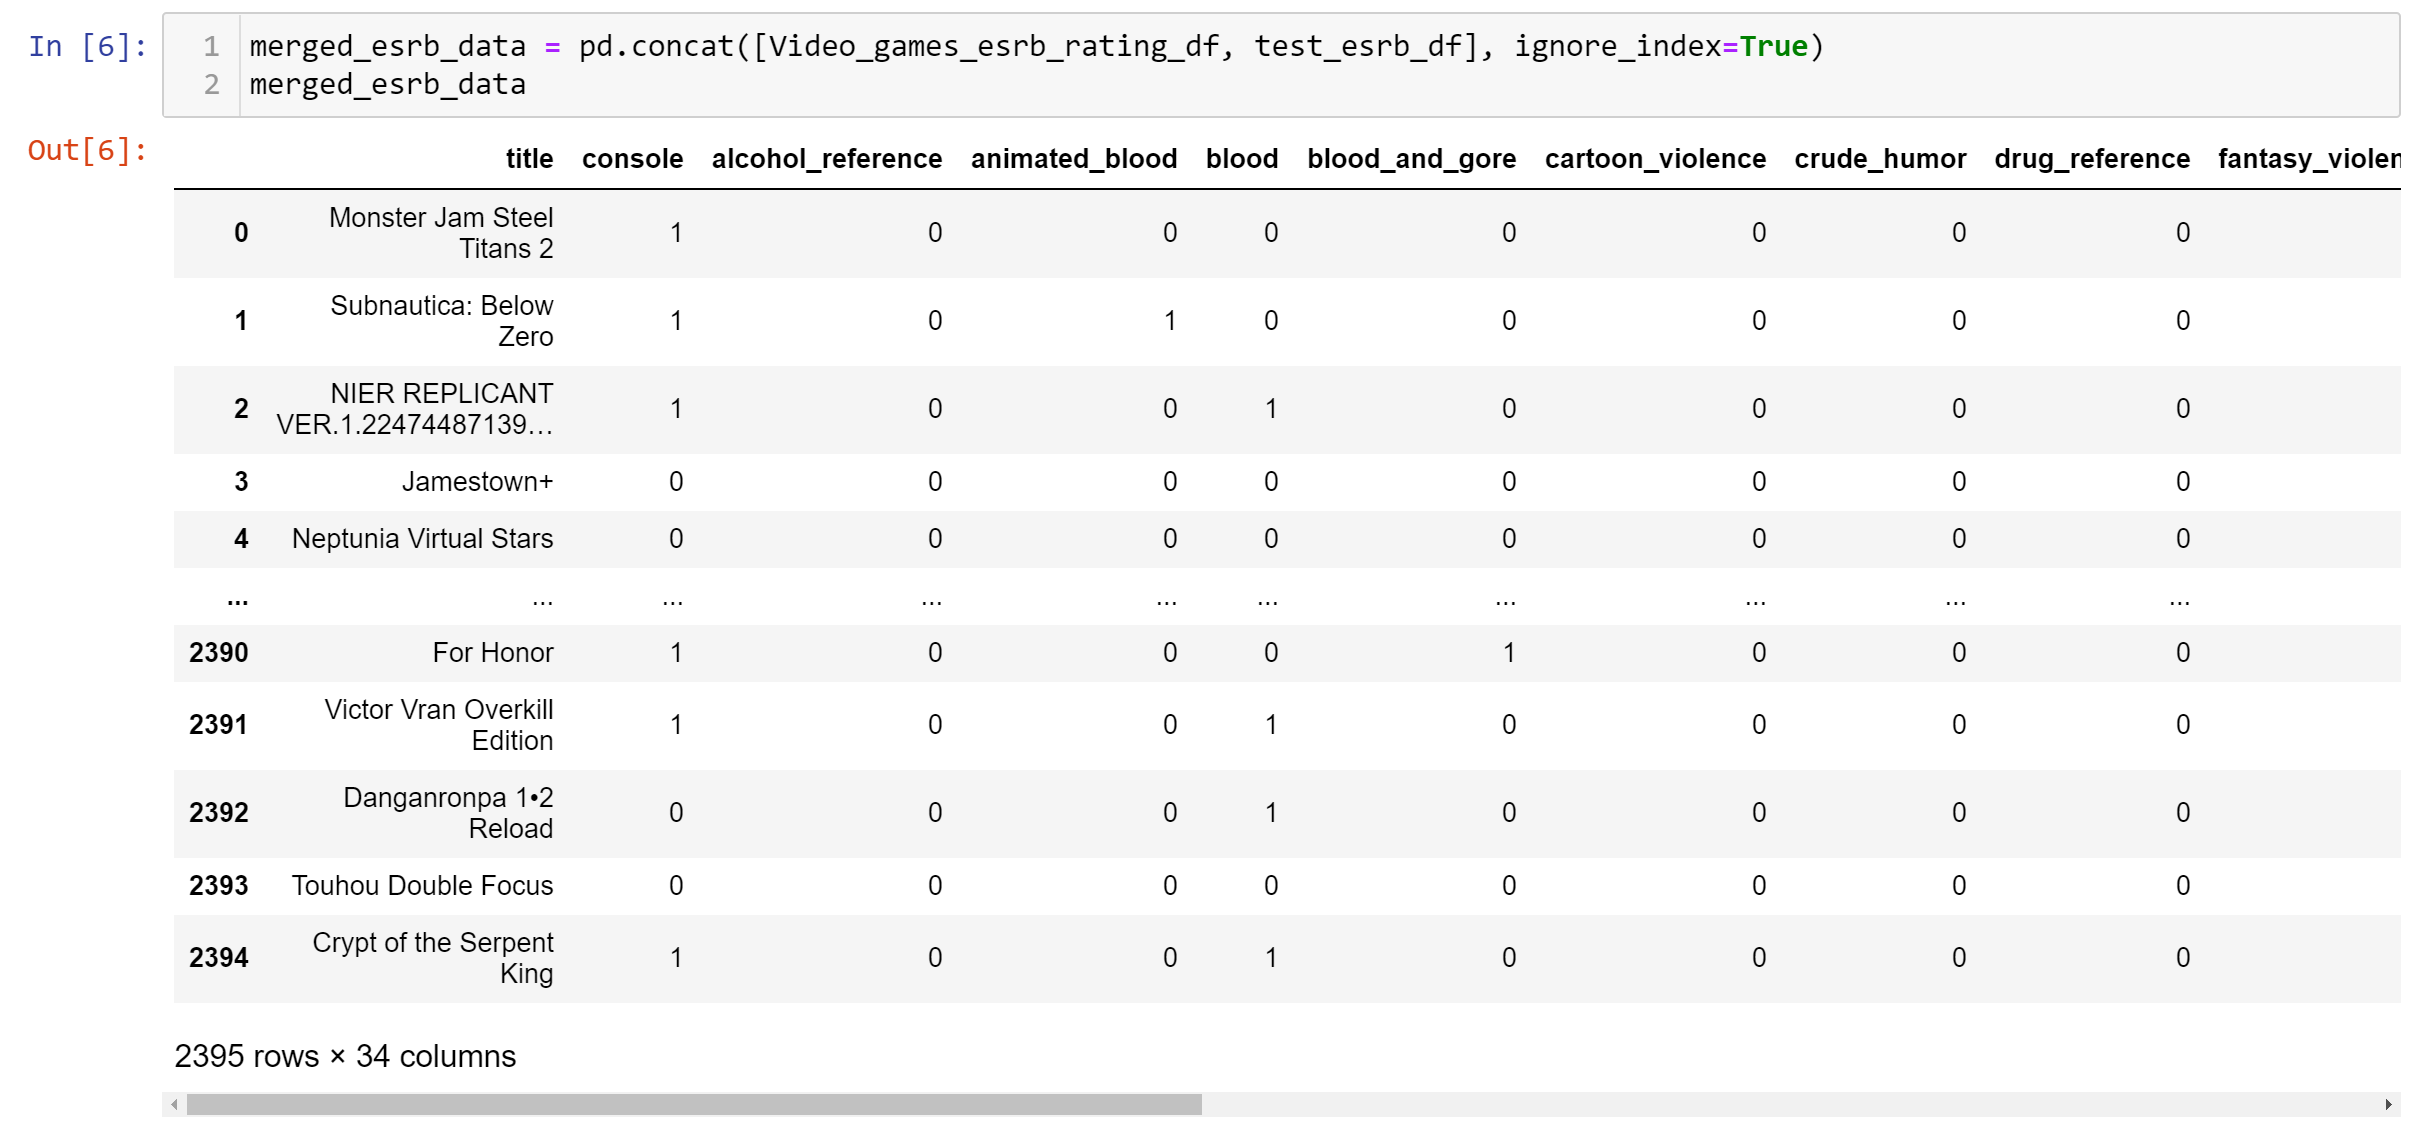 In [6]:
1 merged_esrb_data = pd.concat([Video_games_esrb_rating_df, test_esrb_df], ignore_index=True)
2 merged_esrb_data
Out[6]:
title console alcohol_reference animated_blood blood blood_and_gore cartoon_violence crude_humor drug_reference fantasy_violen
0 Monster Jam Steel Titans 2 1 0 0 0 0 0 0 0
1 Subnautica: Below Zero 1 0 1 0 0 0 0 0
2 NIER REPLICANT VER.1.22474487139... 1 0 0 1 0 0 0 0
3 Jamestown+ 0 0 0 0 0 0 0 0
4 Neptunia Virtual Stars 0 0 0 0 0 0 0 0
... ... ... ... ... ... ... ... ... ...
2390 For Honor 1 0 0 0 1 0 0 0
2391 Victor Vran Overkill Edition 1 0 0 1 0 0 0 0
2392 Danganronpa 1•2 Reload 0 0 0 1 0 0 0 0
2393 Touhou Double Focus 0 0 0 0 0 0 0 0
2394 Crypt of the Serpent King 1 0 0 1 0 0 0 0
2395 rows × 34 columns